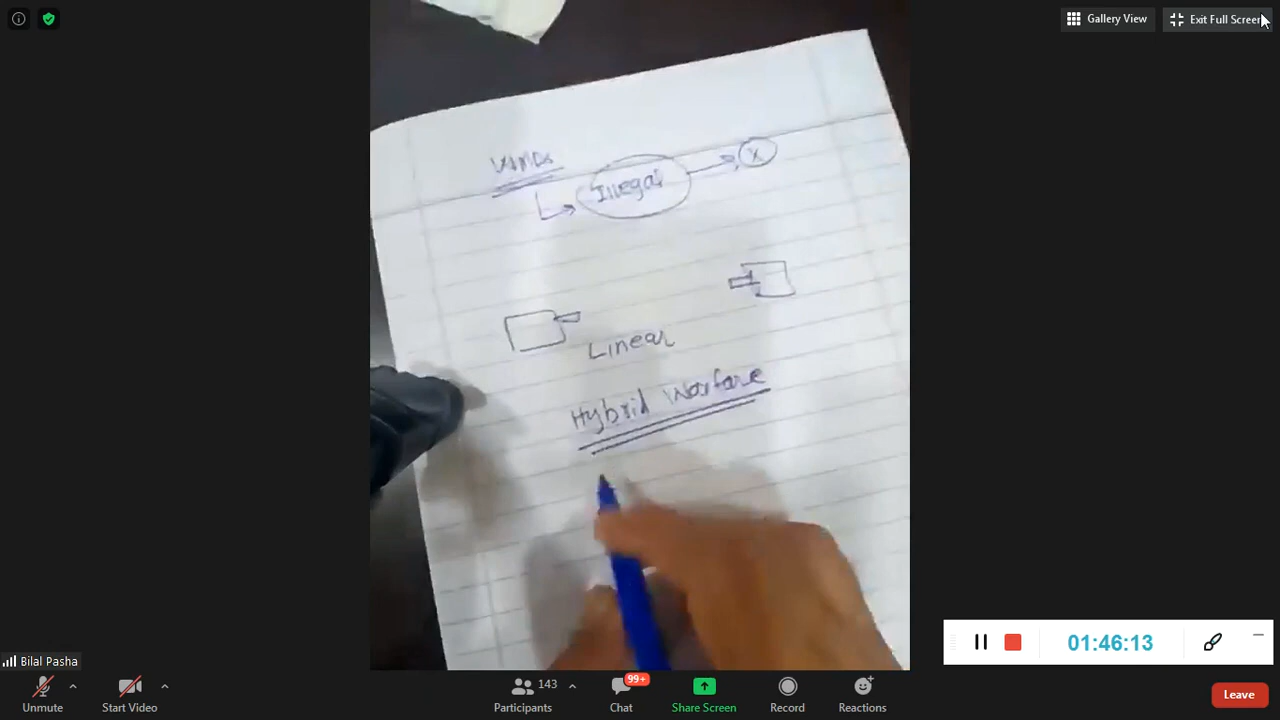 Gallery View
Exit Full Screen
WMDs
Illegal
X
Linear
Hybrid Warfare
01:46:13
Bilal Pasha
Unmute
Start Video
143
Participants
99+
Chat
Share Screen
Record
Reactions
Leave